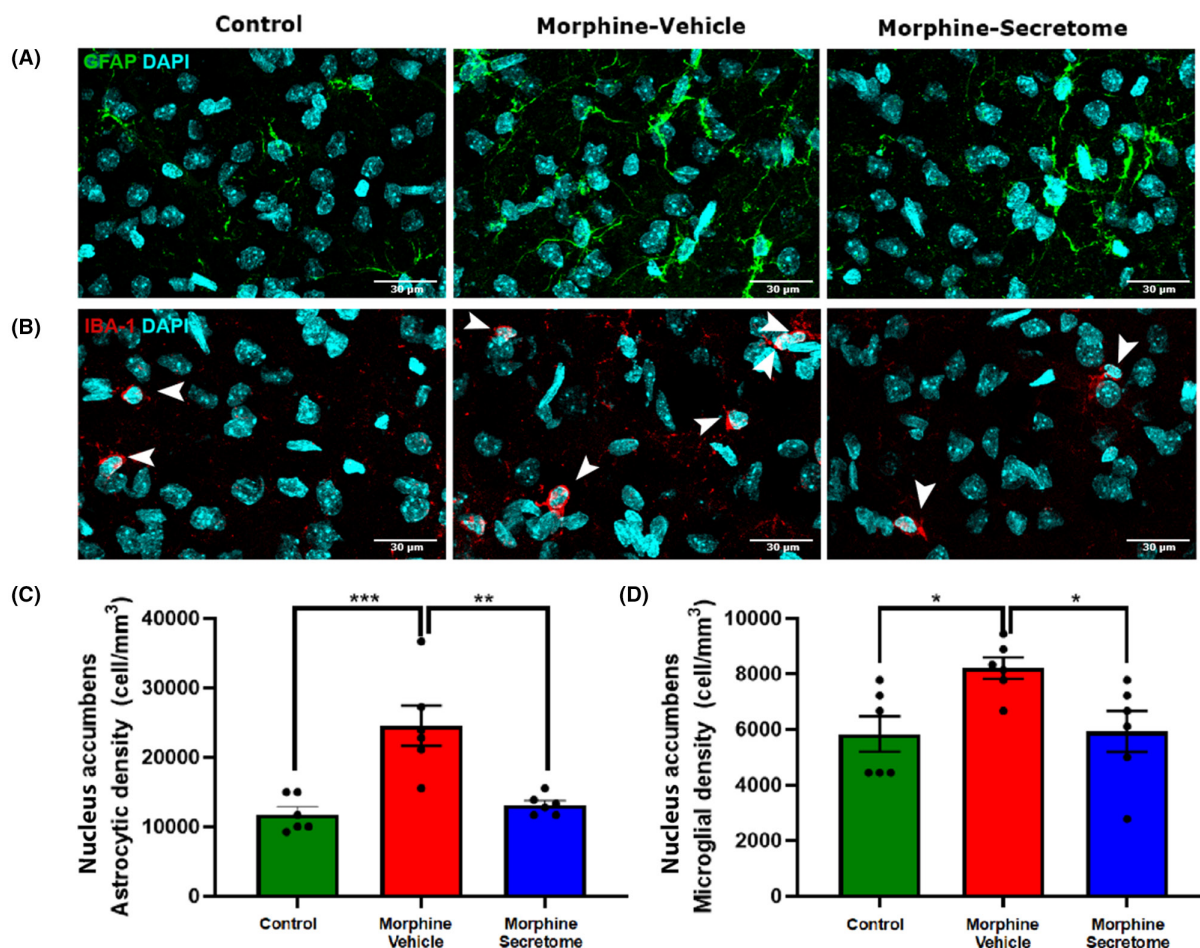 Control Morphine-Vehicle Morphine-Secretome
(A)
GFAP DAPI
30 µm 30 µm 30 µm
(B)
IBA-1 DAPI
30 µm 30 µm 30 µm
(C)
Nucleus accumbens
Astrocytic density (cell/mm³)
40000
30000
20000
10000
0
*** **
Control Morphine Vehicle Morphine Secretome
(D)
Nucleus accumbens
Microglial density (cell/mm³)
10000
8000
6000
4000
2000
0
* *
Control Morphine Vehicle Morphine Secretome